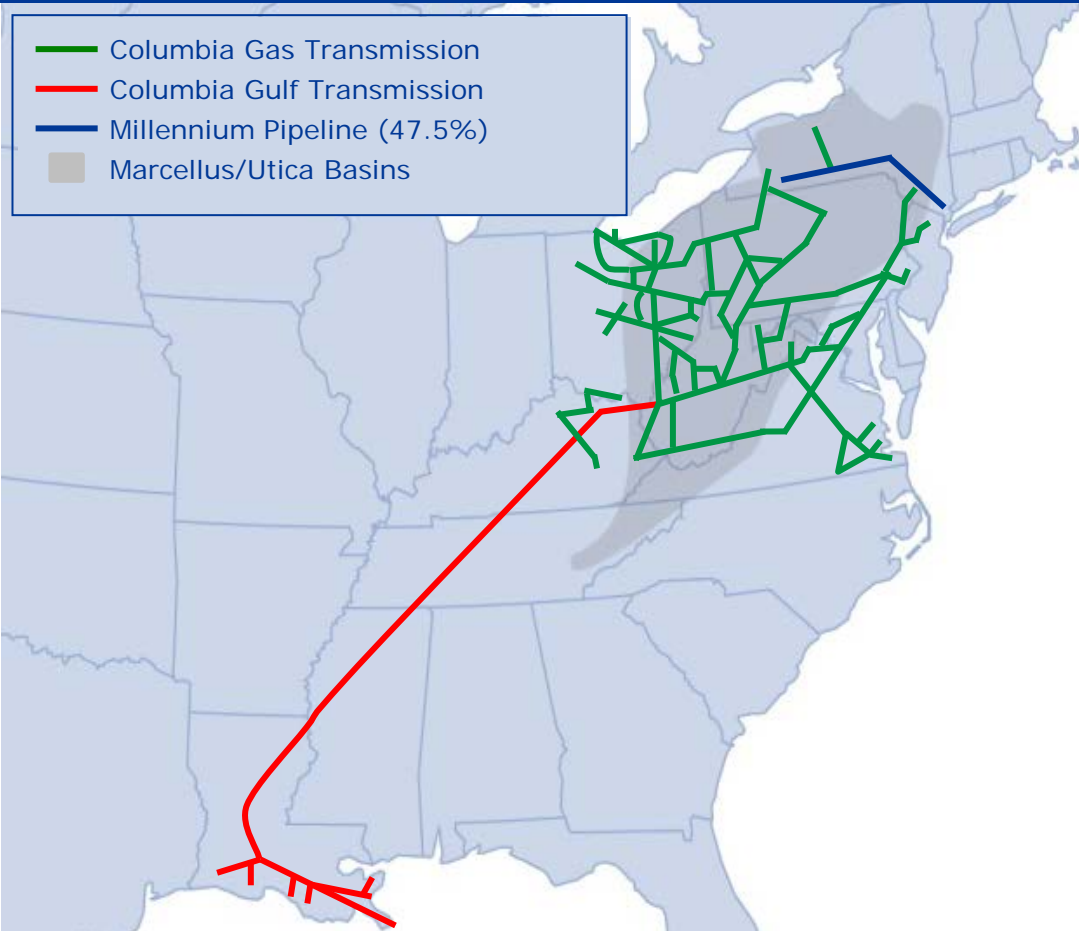 Columbia Gas Transmission
Columbia Gulf Transmission
Millennium Pipeline (47.5%)
Marcellus/Utica Basins